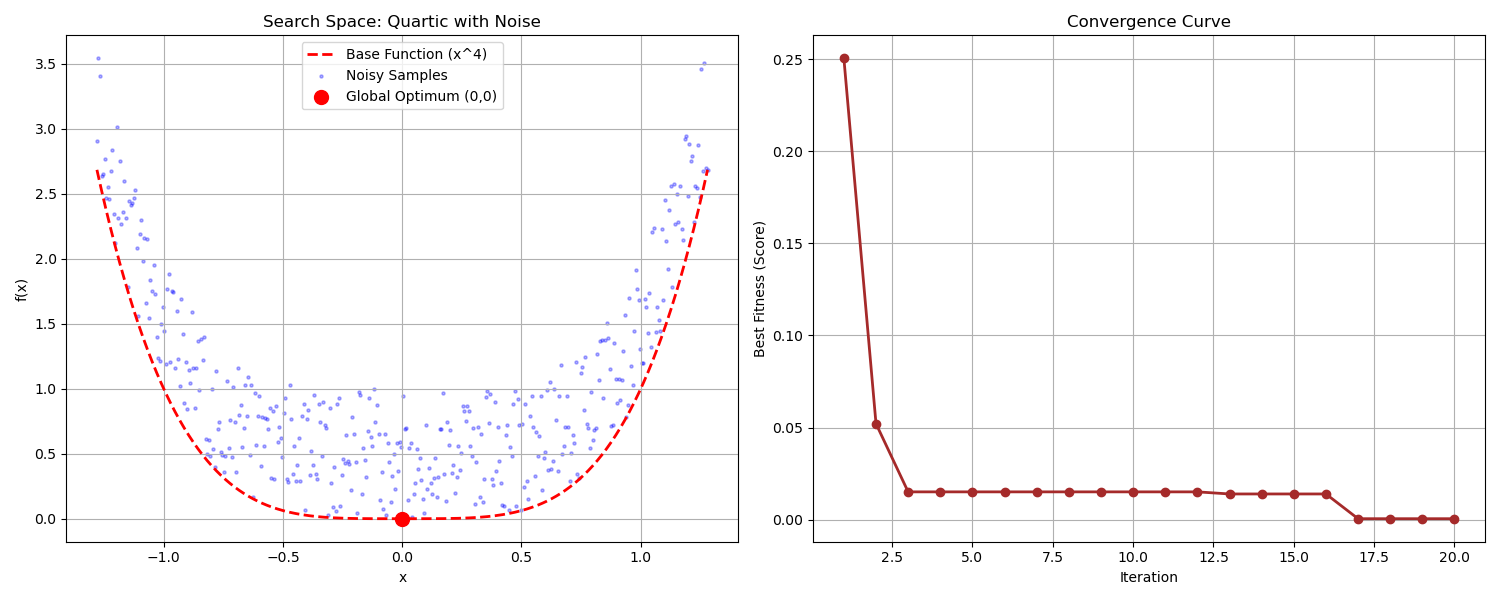 Search Space: Quartic with Noise
Base Function (x^4)
Noisy Samples
Global Optimum (0,0)
f(x)
3.5
3.0
2.5
2.0
1.5
1.0
0.5
0.0
−1.0 −0.5 0.0 0.5 1.0
x
Convergence Curve
Best Fitness (Score)
0.25
0.20
0.15
0.10
0.05
0.00
2.5 5.0 7.5 10.0 12.5 15.0 17.5 20.0
Iteration